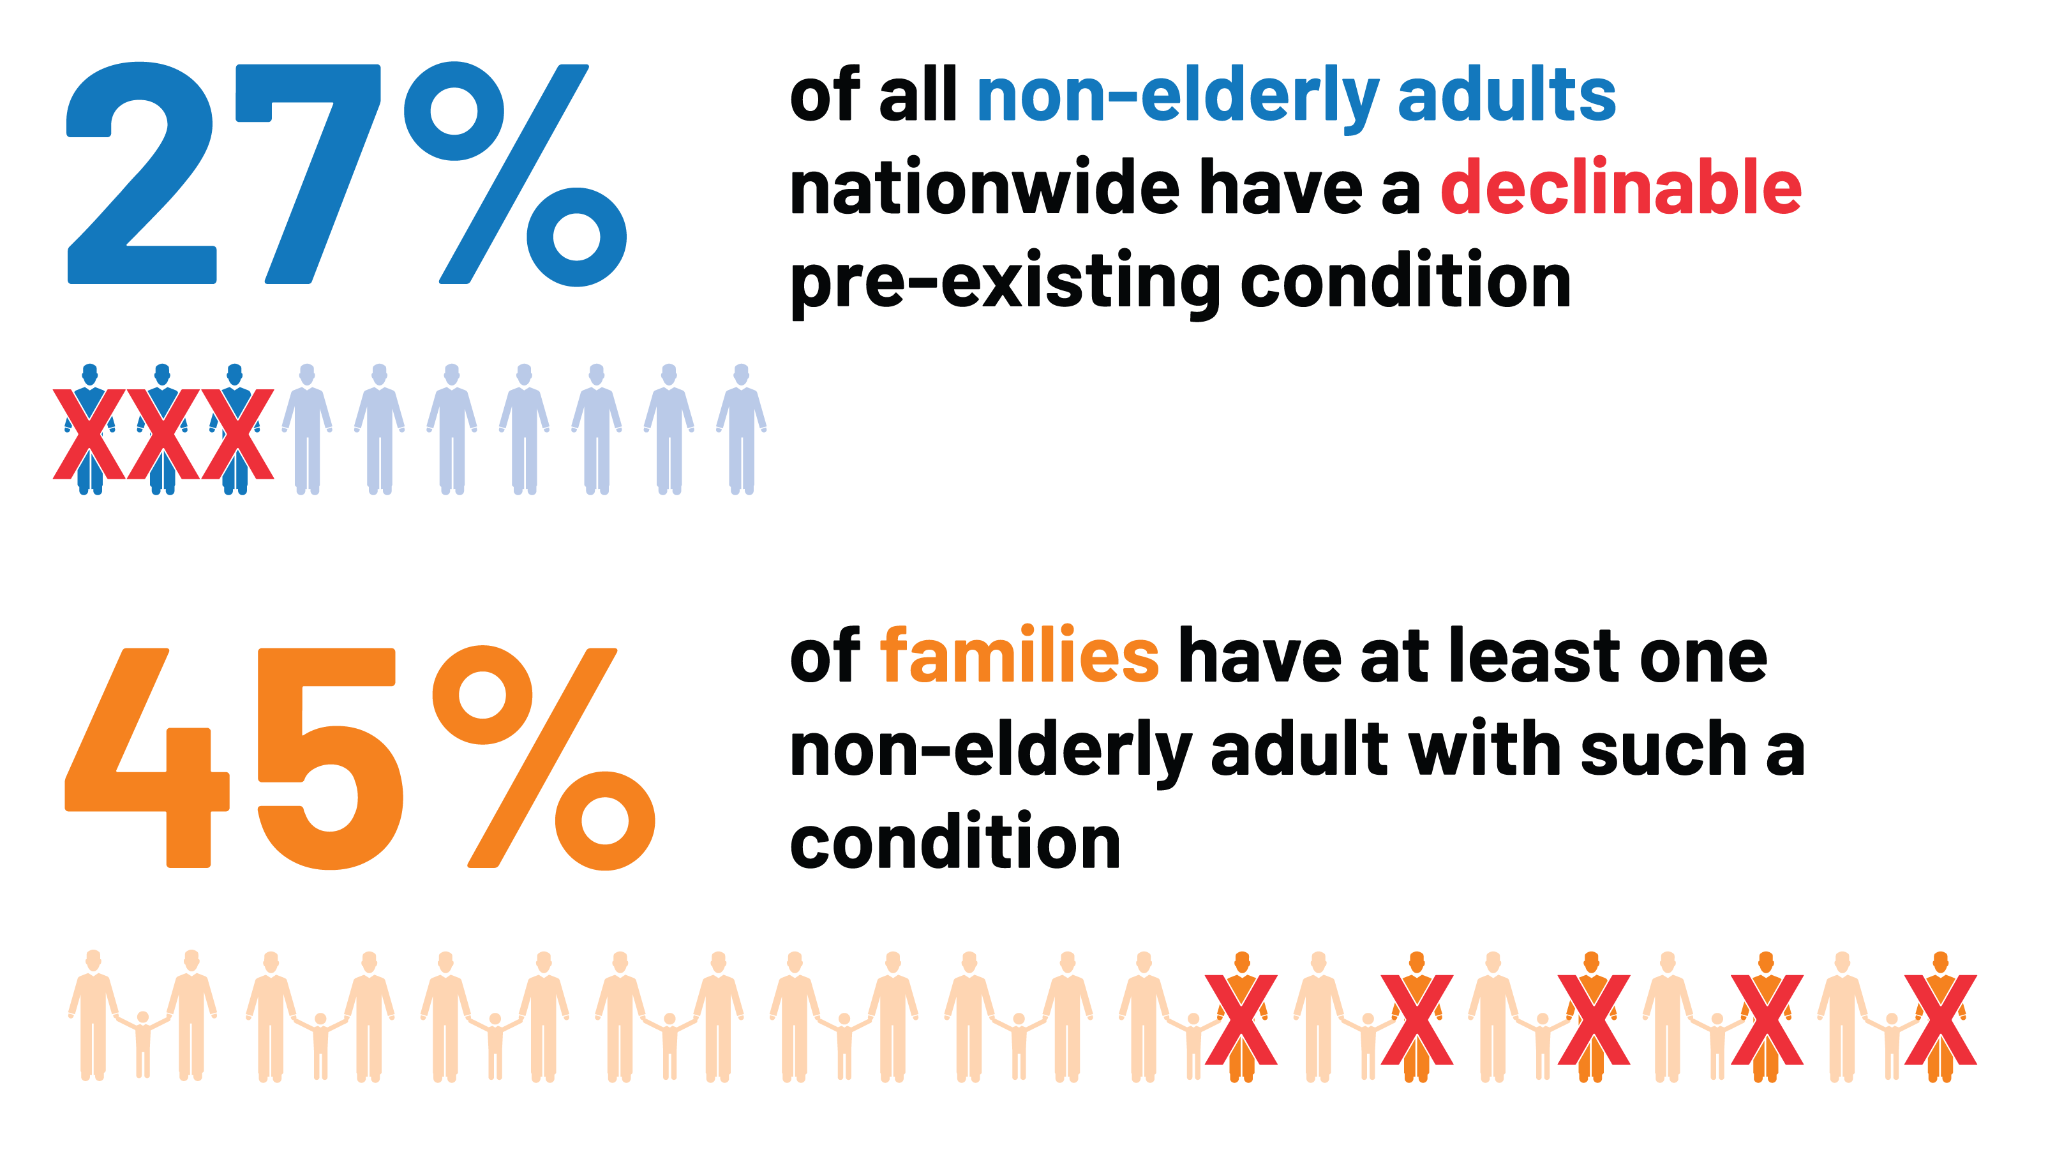 27%
of all non-elderly adults
nationwide have a declinable
pre-existing condition
45%
of families have at least one
non-elderly adult with such a
condition